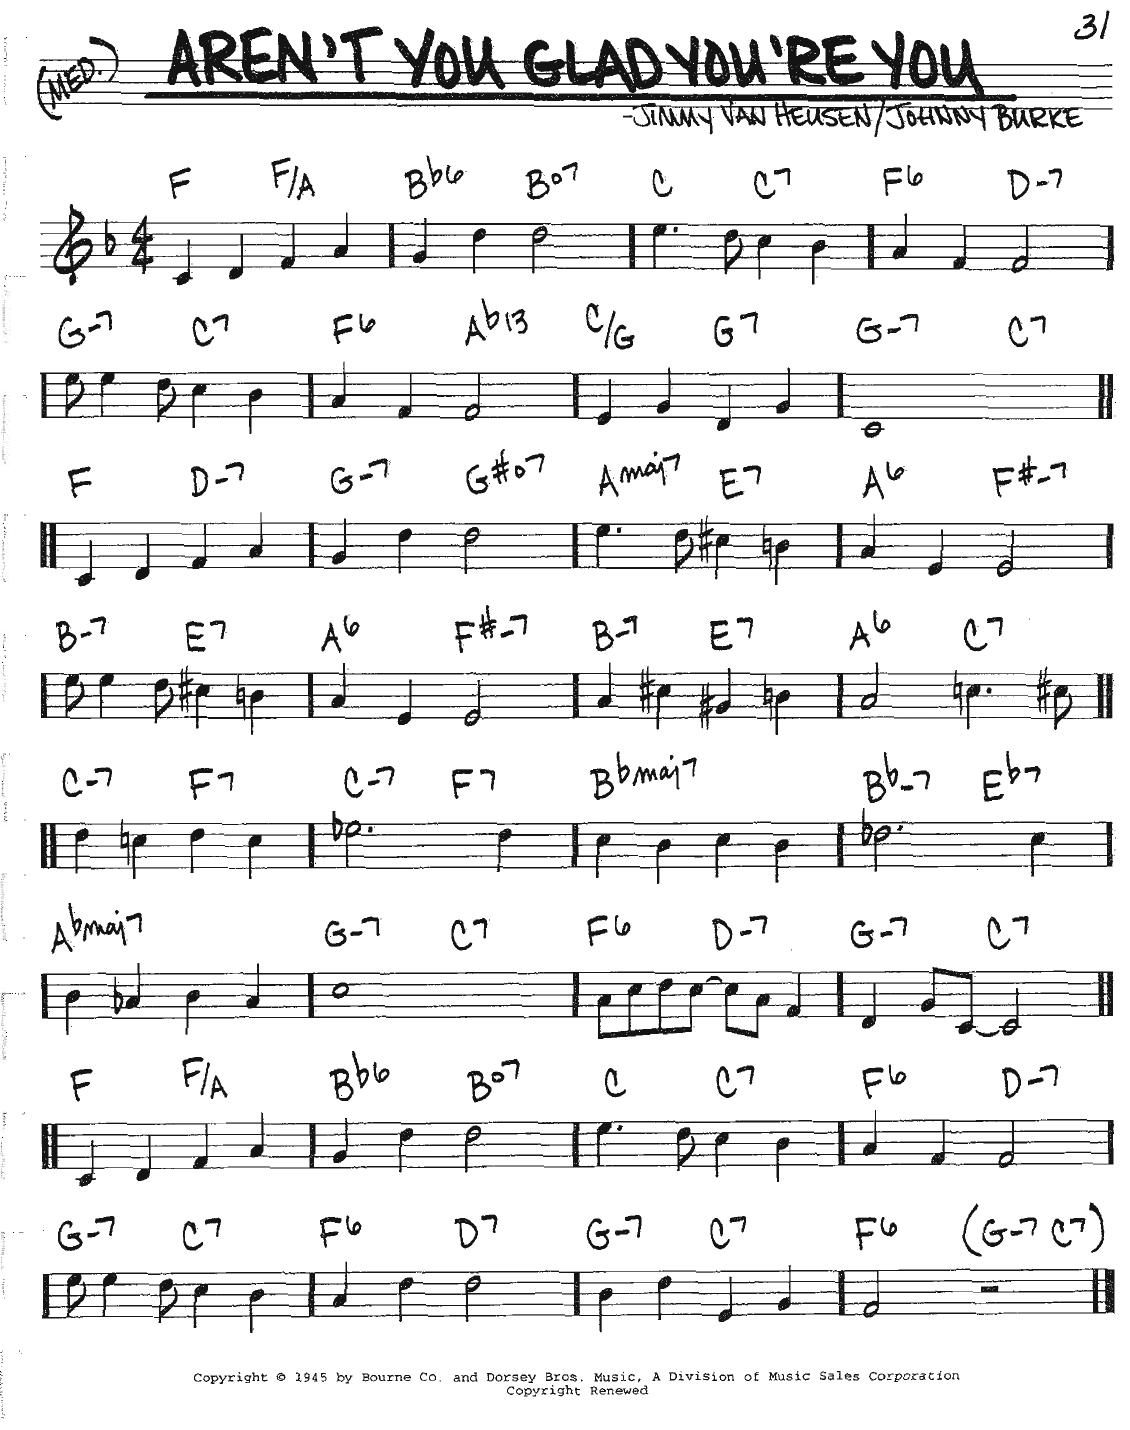 31
(MED.) AREN'T YOU GLAD YOU'RE YOU
-JIMMY VAN HEUSEN/JOHNNY BURKE
F F/A Bb6 Bo7 C C7 F6 D-7
4/4
G-7 C7 F6 Ab13 C/G G7 G-7 C7
F D-7 G-7 G#o7 Amaj7 E7 A6 F#-7
B-7 E7 A6 F#-7 B-7 E7 A6 C7
C-7 F7 C-7 F7 Bbmaj7 Bb-7 Eb7
Abmaj7 G-7 C7 F6 D-7 G-7 C7
F F/A Bb6 Bo7 C C7 F6 D-7
G-7 C7 F6 D7 G-7 C7 F6 (G-7 C7)
Copyright © 1945 by Bourne Co. and Dorsey Bros. Music, A Division of Music Sales Corporation
Copyright Renewed